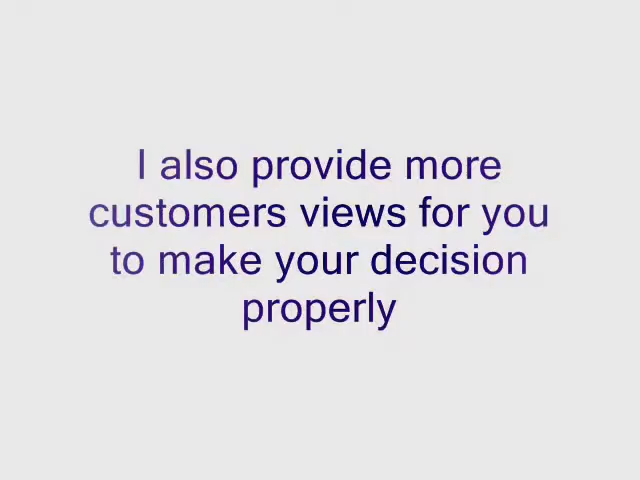 I also provide more
customers views for you
to make your decision
properly